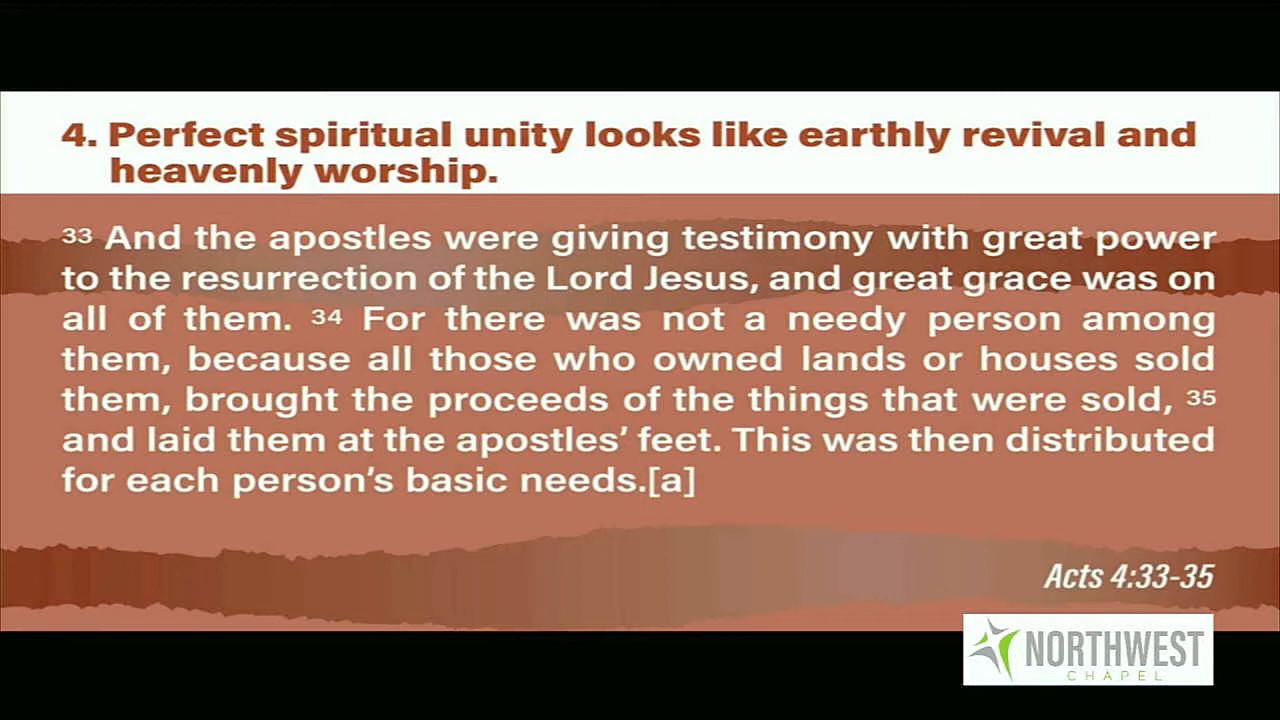 4. Perfect spiritual unity looks like earthly revival and
heavenly worship.
33 And the apostles were giving testimony with great power
to the resurrection of the Lord Jesus, and great grace was on
all of them. 34 For there was not a needy person among
them, because all those who owned lands or houses sold
them, brought the proceeds of the things that were sold, 35
and laid them at the apostles’ feet. This was then distributed
for each person’s basic needs.[a]
Acts 4:33-35
NORTHWEST
CHAPEL